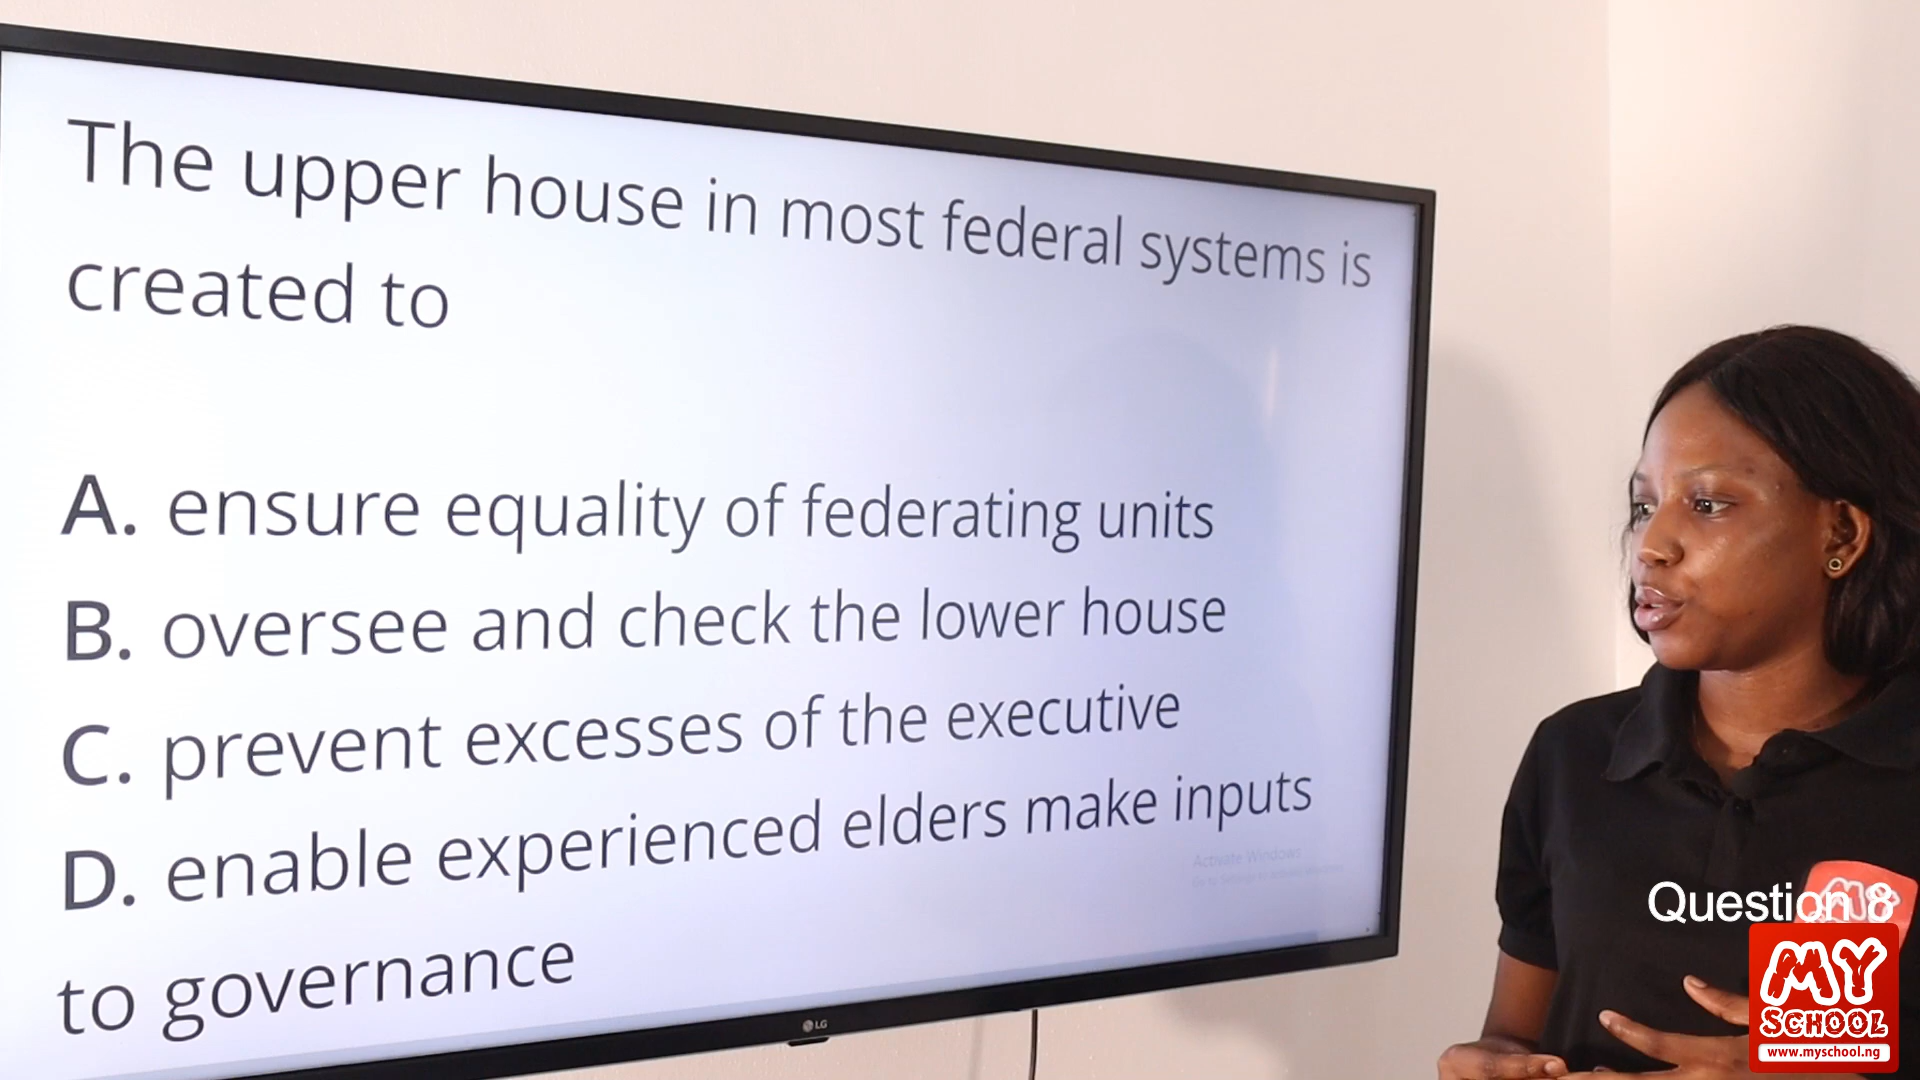 The upper house in most federal systems is
created to
A. ensure equality of federating units
B. oversee and check the lower house
C. prevent excesses of the executive
D. enable experienced elders make inputs
to governance
Activate Windows
LG
Question 8
MY
SCHOOL
www.myschool.ng